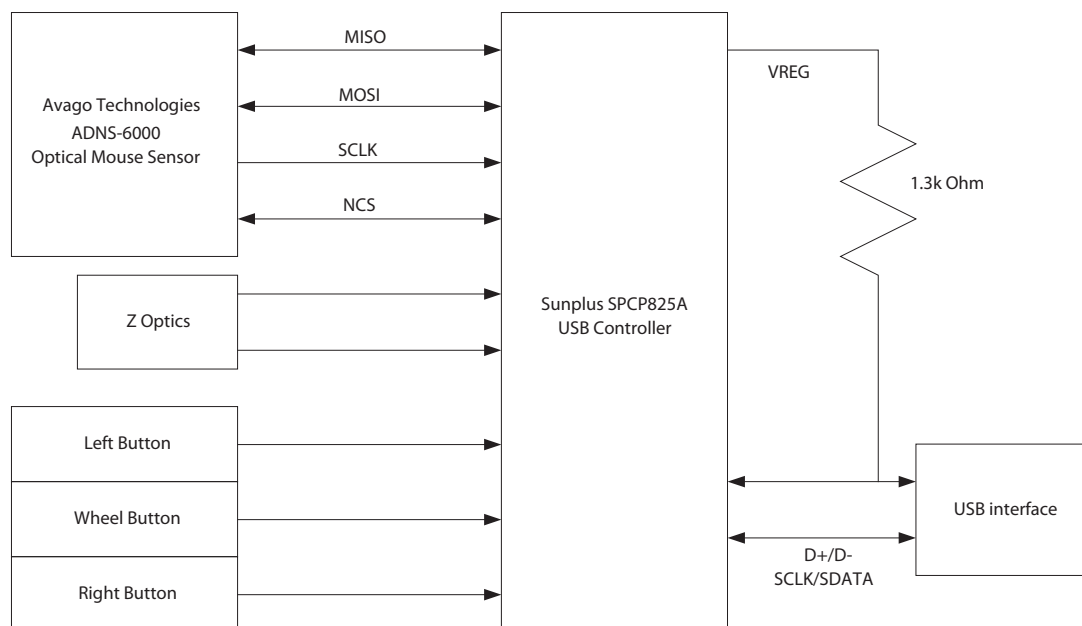 Avago Technologies
ADNS-6000
Optical Mouse Sensor
MISO
MOSI
SCLK
NCS
Z Optics
Left Button
Wheel Button
Right Button
Sunplus SPCP825A
USB Controller
VREG
1.3k Ohm
USB interface
D+/D-
SCLK/SDATA